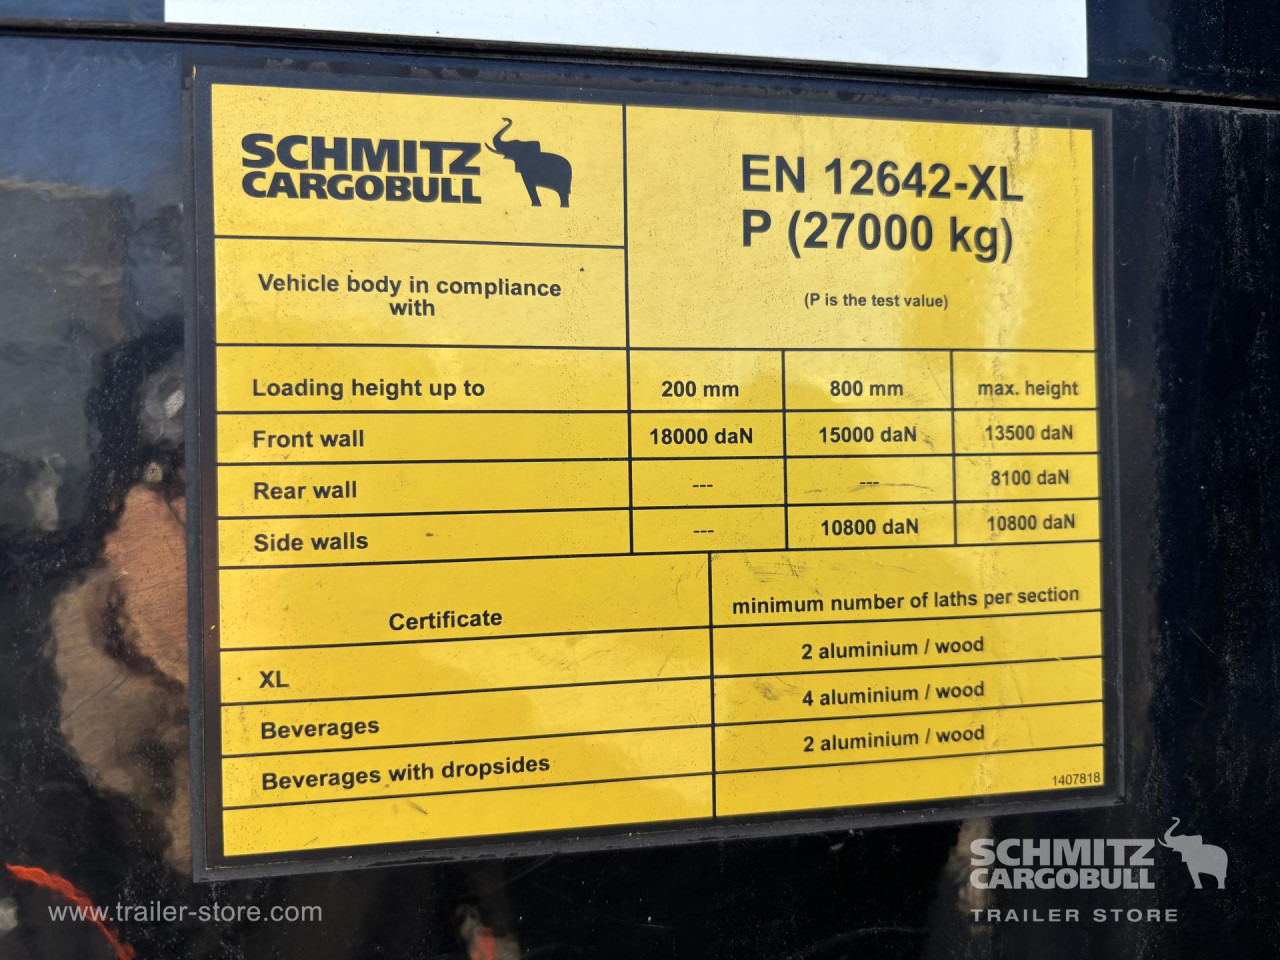 SCHMITZ
CARGOBULL
EN 12642-XL
P (27000 kg)
(P is the test value)
Vehicle body in compliance
with
Loading height up to 200 mm 800 mm max. height
Front wall 18000 daN 15000 daN 13500 daN
Rear wall --- --- 8100 daN
Side walls --- 10800 daN 10800 daN
Certificate minimum number of laths per section
XL 2 aluminium / wood
Beverages 4 aluminium / wood
Beverages with dropsides 2 aluminium / wood
1407818
SCHMITZ
CARGOBULL
TRAILER STORE
www.trailer-store.com